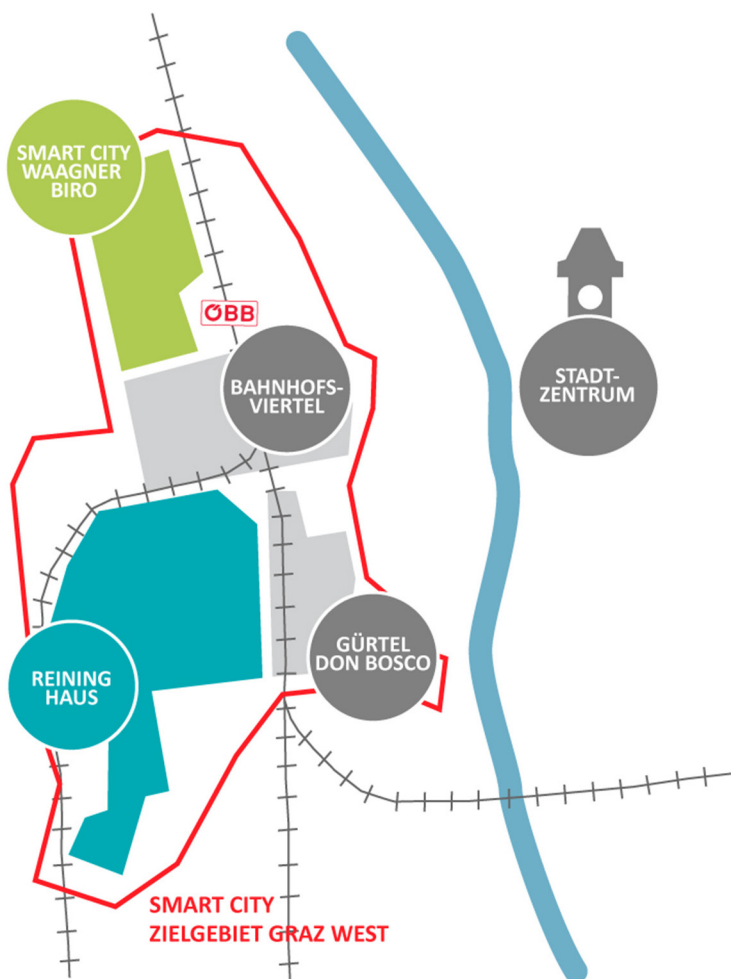 SMART CITY
WAAGNER
BIRO
ÖBB
BAHNHOFS-
VIERTEL
STADT-
ZENTRUM
GÜRTEL
DON BOSCO
REINING
HAUS
SMART CITY
ZIELGEBIET GRAZ WEST